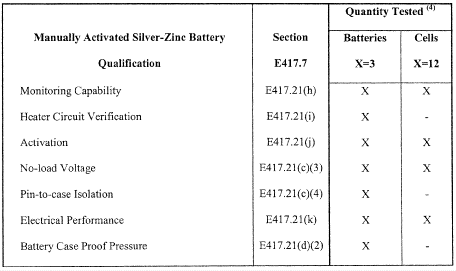 Quantity Tested (4)
Manually Activated Silver-Zinc Battery Section Batteries Cells
Qualification E417.7 X=3 X=12
Monitoring Capability E417.21(h) X X
Heater Circuit Verification E417.21(i) X -
Activation E417.21(j) X X
No-load Voltage E417.21(c)(3) X X
Pin-to-case Isolation E417.21(c)(4) X -
Electrical Performance E417.21(k) X X
Battery Case Proof Pressure E417.21(d)(2) X -